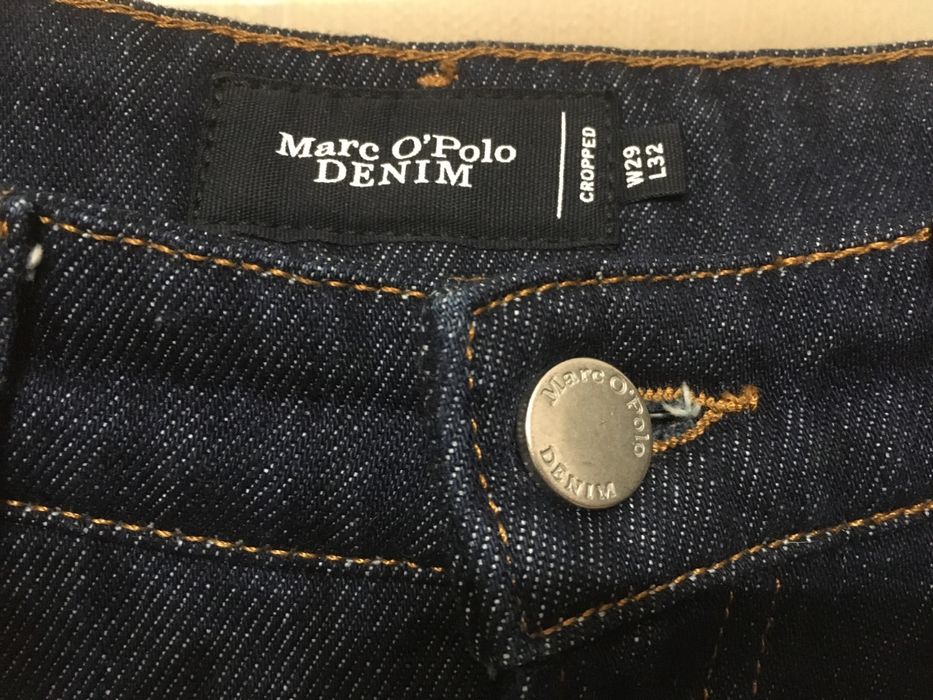 Marc O'Polo
DENIM
CROPPED
W29
L32
Marc O'Polo
DENIM